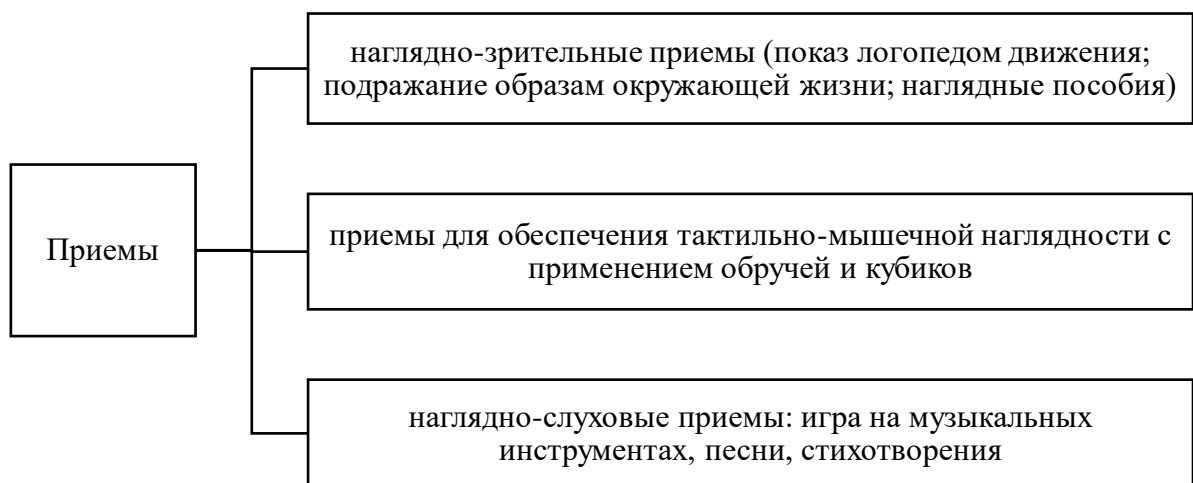 наглядно-зрительные приемы (показ логопедом движения;
подражание образам окружающей жизни; наглядные пособия)
Приемы
приемы для обеспечения тактильно-мышечной наглядности с
применением обручей и кубиков
наглядно-слуховые приемы: игра на музыкальных
инструментах, песни, стихотворения